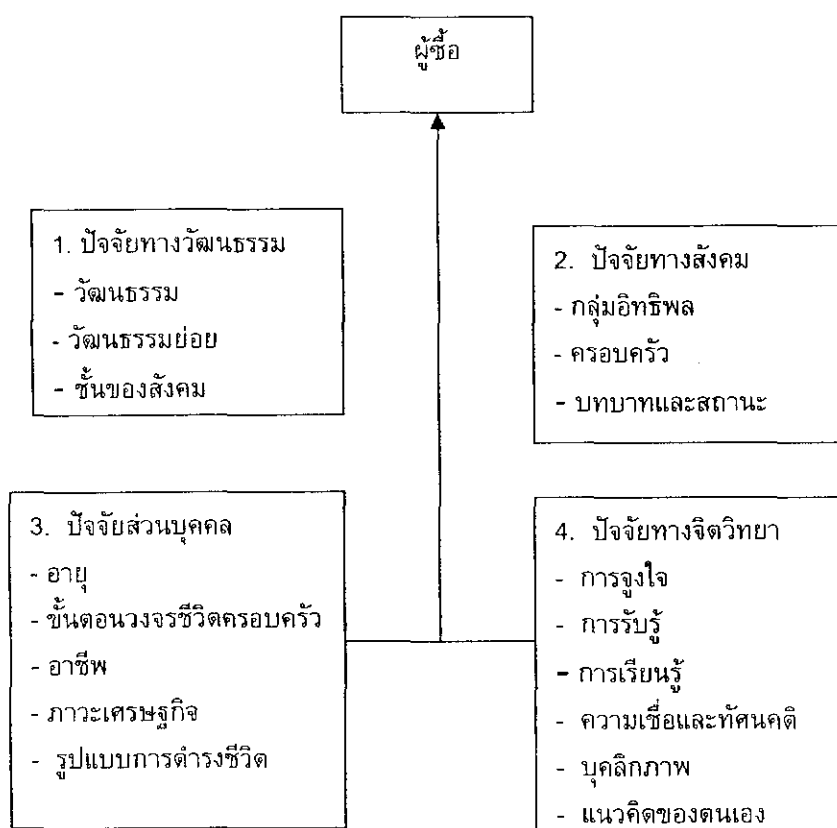 ผู้ซื้อ
1. ปัจจัยทางวัฒนธรรม
- วัฒนธรรม
- วัฒนธรรมย่อย
- ชั้นของสังคม
2. ปัจจัยทางสังคม
- กลุ่มอิทธิพล
- ครอบครัว
- บทบาทและสถานะ
3. ปัจจัยส่วนบุคคล
- อายุ
- ขั้นตอนวงจรชีวิตครอบครัว
- อาชีพ
- ภาวะเศรษฐกิจ
- รูปแบบการดำรงชีวิต
4. ปัจจัยทางจิตวิทยา
- การจูงใจ
- การรับรู้
- การเรียนรู้
- ความเชื่อและทัศนคติ
- บุคลิกภาพ
- แนวคิดของตนเอง